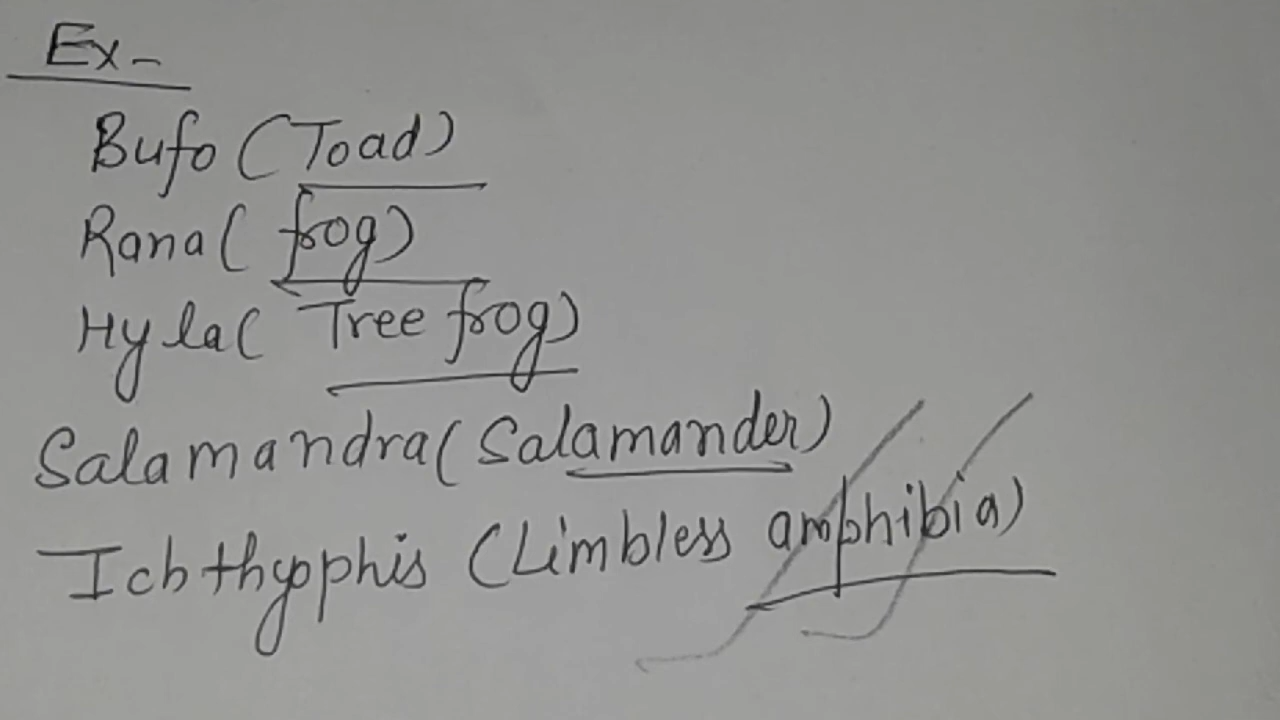 Ex-
Bufo (Toad)
Rana (frog)
Hyla (Tree frog)
Salamandra (Salamander)
Ichthyophis (Limbless amphibia)